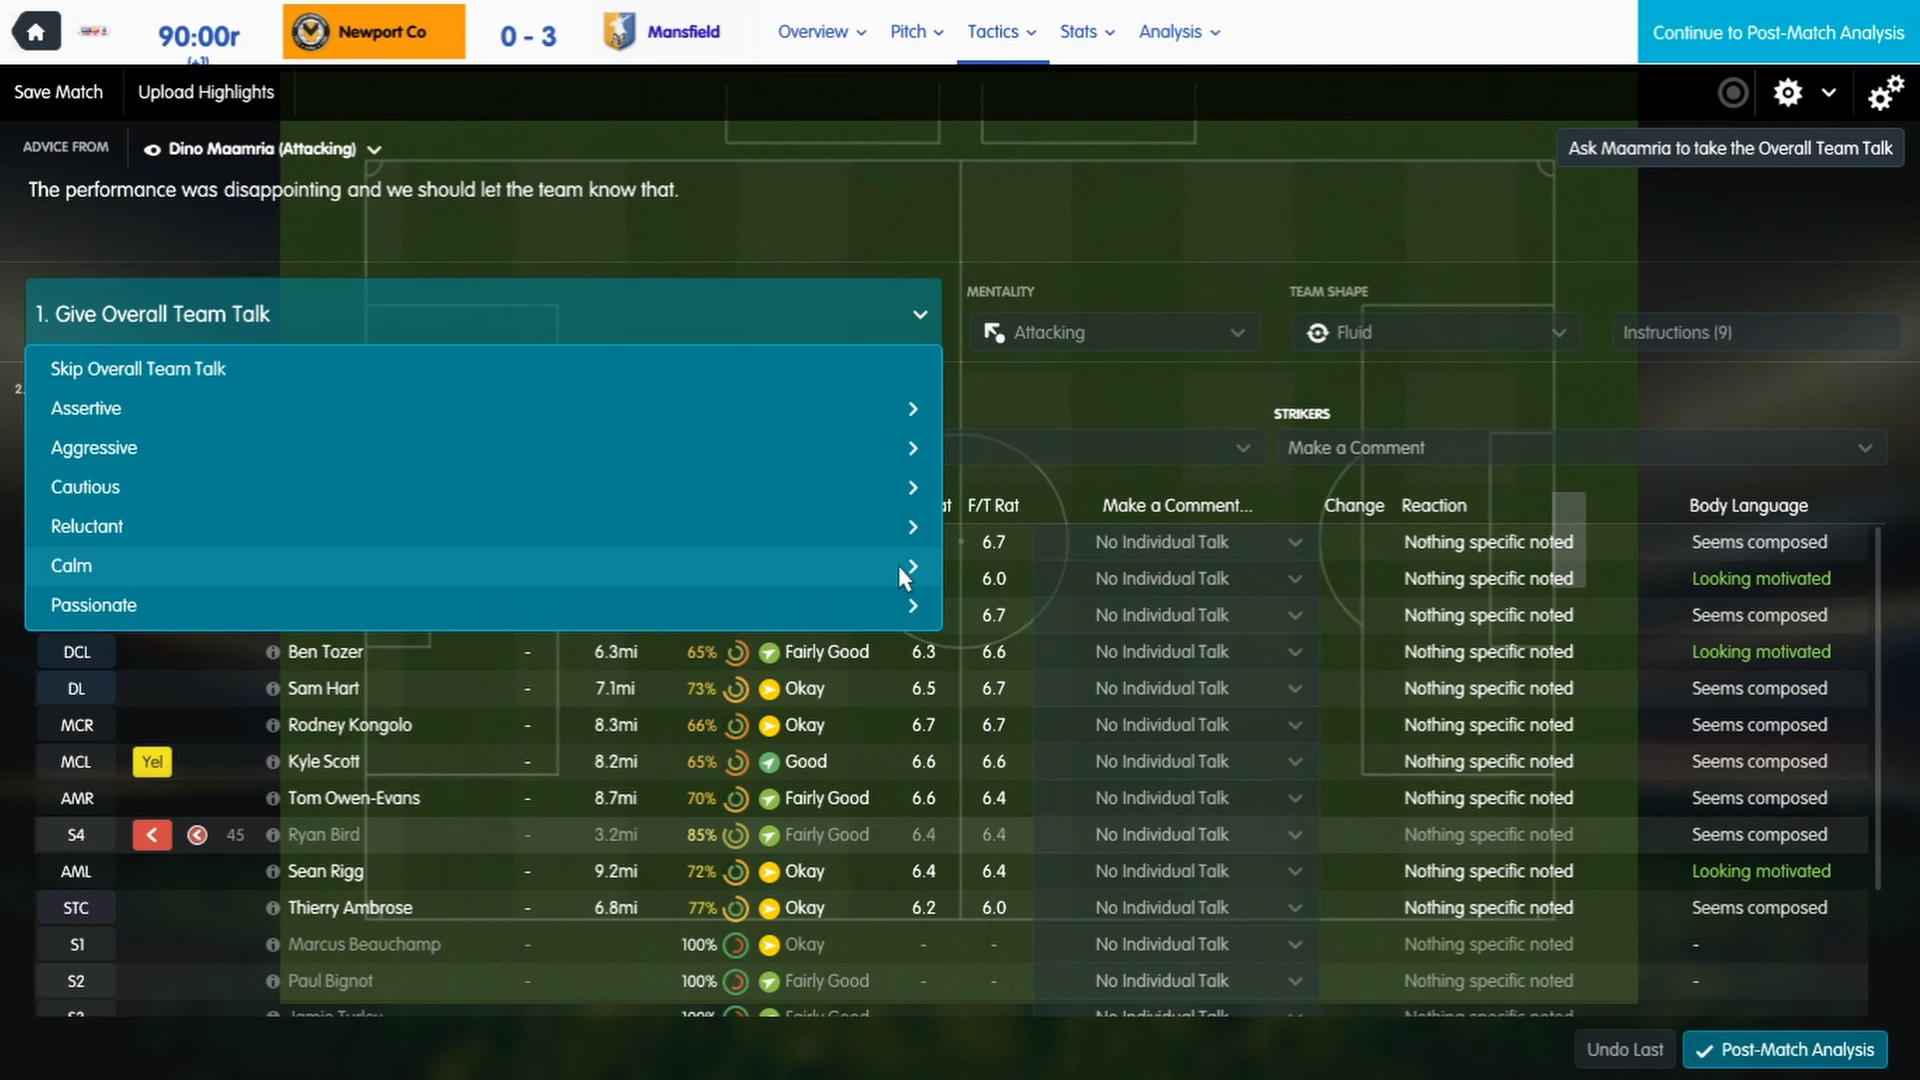 90:00r
(+1)
Newport Co
0 - 3
Mansfield
Overview
Pitch
Tactics
Stats
Analysis
Continue to Post-Match Analysis
Save Match
Upload Highlights
ADVICE FROM
Dino Maamria (Attacking)
Ask Maamria to take the Overall Team Talk
The performance was disappointing and we should let the team know that.
1. Give Overall Team Talk
MENTALITY
TEAM SHAPE
Attacking
Fluid
Instructions (9)
Skip Overall Team Talk
2.
Assertive
Aggressive
Cautious
Reluctant
Calm
Passionate
STRIKERS
Make a Comment
at F/T Rat Make a Comment... Change Reaction Body Language
6.7 No Individual Talk Nothing specific noted Seems composed
6.0 No Individual Talk Nothing specific noted Looking motivated
6.7 No Individual Talk Nothing specific noted Seems composed
DCL Ben Tozer - 6.3mi 65% Fairly Good 6.3 6.6 No Individual Talk Nothing specific noted Looking motivated
DL Sam Hart - 7.1mi 73% Okay 6.5 6.7 No Individual Talk Nothing specific noted Seems composed
MCR Rodney Kongolo - 8.3mi 66% Okay 6.7 6.7 No Individual Talk Nothing specific noted Seems composed
MCL Yel Kyle Scott - 8.2mi 65% Good 6.6 6.6 No Individual Talk Nothing specific noted Seems composed
AMR Tom Owen-Evans - 8.7mi 70% Fairly Good 6.6 6.4 No Individual Talk Nothing specific noted Seems composed
S4 45 Ryan Bird - 3.2mi 85% Fairly Good 6.4 6.4 No Individual Talk Nothing specific noted Seems composed
AML Sean Rigg - 9.2mi 72% Okay 6.4 6.4 No Individual Talk Nothing specific noted Looking motivated
STC Thierry Ambrose - 6.8mi 77% Okay 6.2 6.0 No Individual Talk Nothing specific noted Seems composed
S1 Marcus Beauchamp - 100% Okay - - No Individual Talk Nothing specific noted -
S2 Paul Bignot - 100% Fairly Good - - No Individual Talk Nothing specific noted -
S3 Jamie Turley 100% Fairly Good No Individual Talk Nothing specific noted
Undo Last
Post-Match Analysis